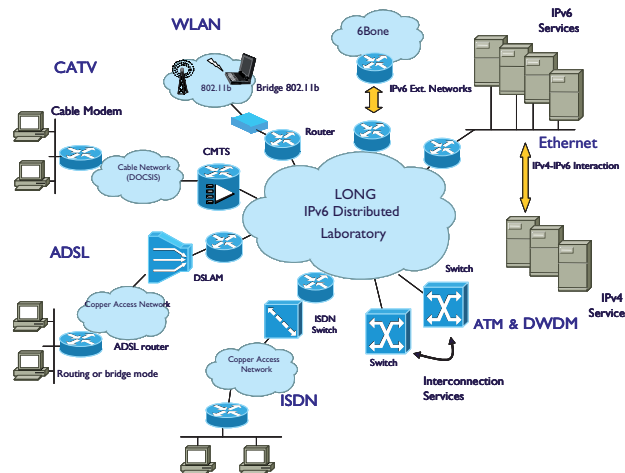 WLAN
6Bone
IPv6
Services
CATV
802.11b
Bridge 802.11b
IPv6 Ext. Networks
Cable Modem
Router
Ethernet
CMTS
IPv4-IPv6 Interaction
Cable Network
(DOCSIS)
LONG
IPv6 Distributed
Laboratory
ADSL
DSLAM
Switch
IPv4
Service
Copper Access Network
ISDN
Switch
ATM & DWDM
ADSL router
Switch
Copper Access
Network
Routing or bridge mode
Interconnection
Services
ISDN